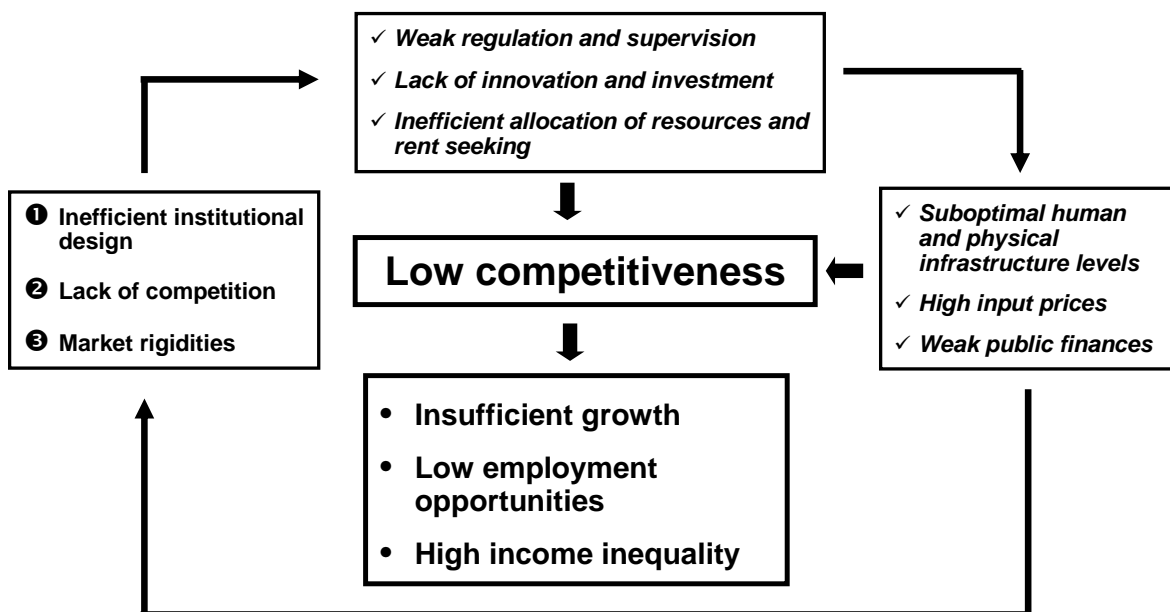 ✓ Weak regulation and supervision
✓ Lack of innovation and investment
✓ Inefficient allocation of resources and
rent seeking
❶ Inefficient institutional
design
❷ Lack of competition
❸ Market rigidities
Low competitiveness
✓ Suboptimal human
and physical
infrastructure levels
✓ High input prices
✓ Weak public finances
• Insufficient growth
• Low employment
opportunities
• High income inequality